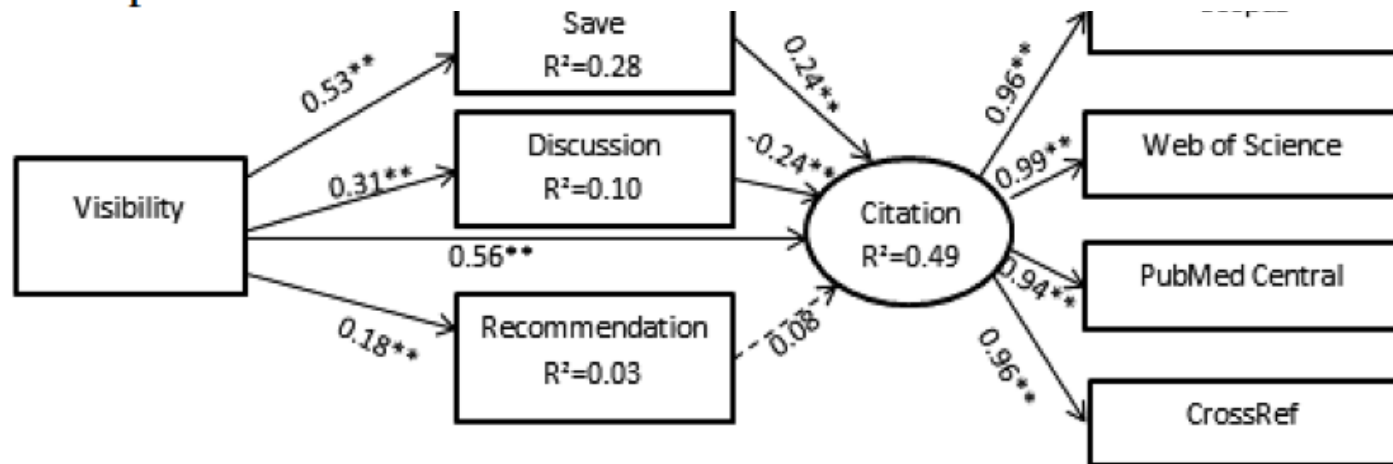 Save
R²=0.28
0.53**
0.24**
0.96**
Discussion
R²=0.10
Web of Science
Visibility
0.31**
-0.24**
0.99**
Citation
R²=0.49
0.56**
PubMed Central
0.94**
Recommendation
R²=0.03
0.18**
0.08
0.96**
CrossRef